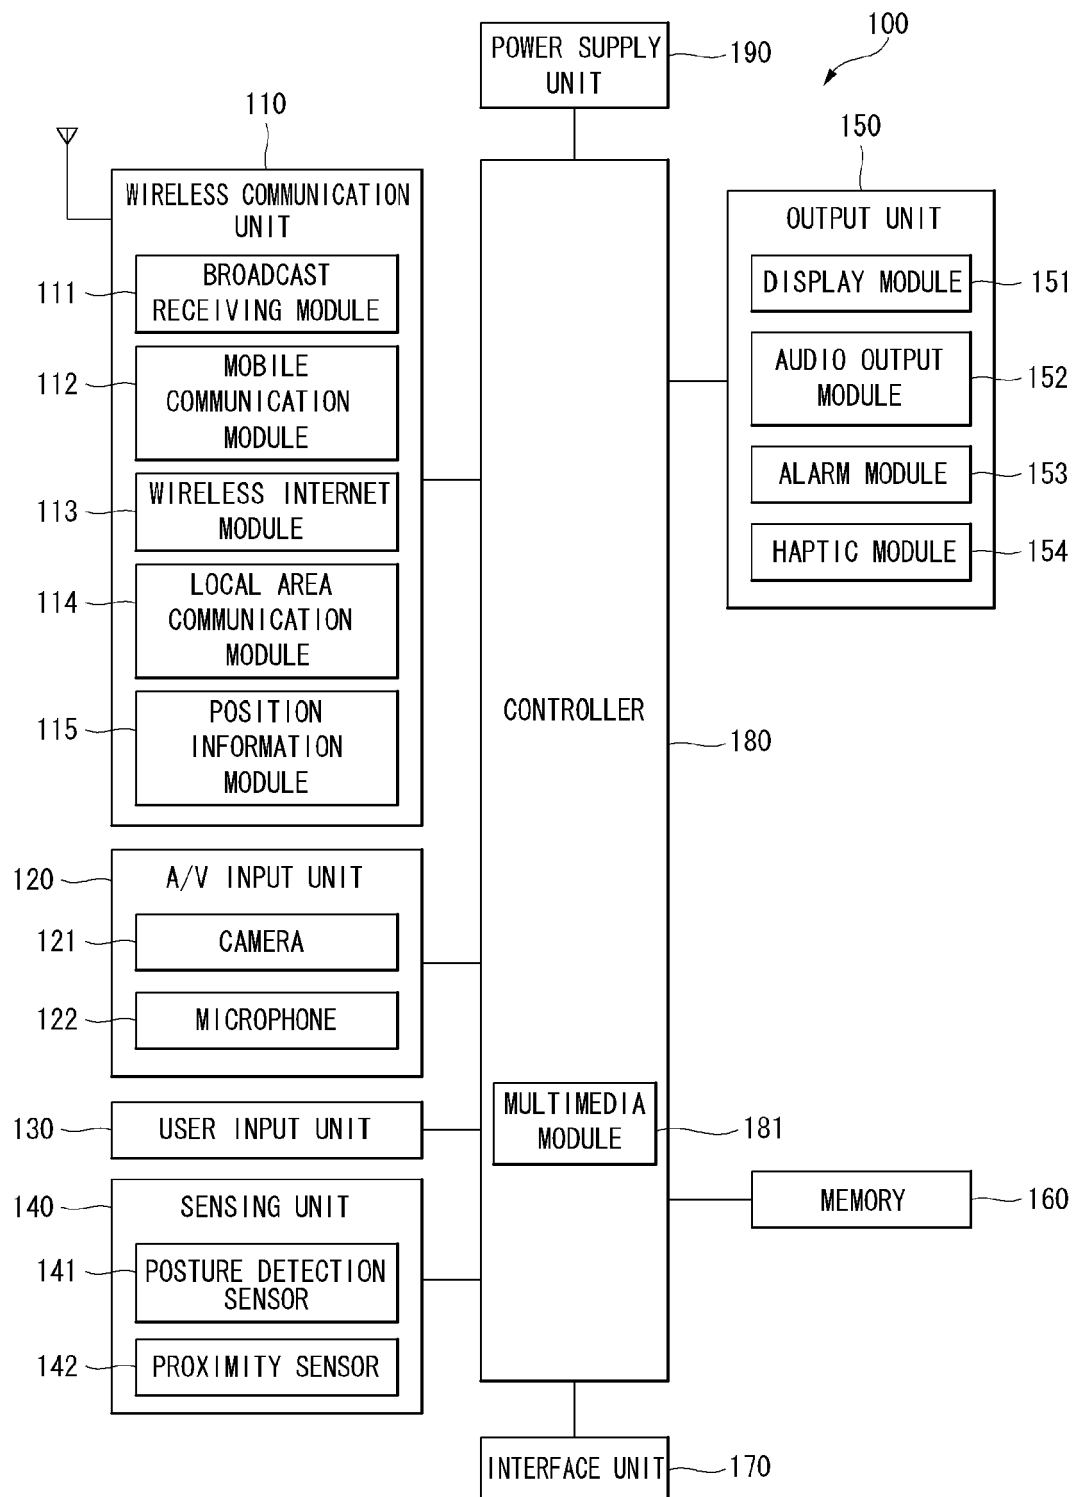 100
POWER SUPPLY
UNIT
190
110
WIRELESS COMMUNICATION
UNIT
111
BROADCAST
RECEIVING MODULE
112
MOBILE
COMMUNICATION
MODULE
113
WIRELESS INTERNET
MODULE
114
LOCAL AREA
COMMUNICATION
MODULE
115
POSITION
INFORMATION
MODULE
120
A/V INPUT UNIT
121
CAMERA
122
MICROPHONE
130
USER INPUT UNIT
140
SENSING UNIT
141
POSTURE DETECTION
SENSOR
142
PROXIMITY SENSOR
CONTROLLER
180
MULTIMEDIA
MODULE
181
150
OUTPUT UNIT
DISPLAY MODULE
151
AUDIO OUTPUT
MODULE
152
ALARM MODULE
153
HAPTIC MODULE
154
MEMORY
160
INTERFACE UNIT
170